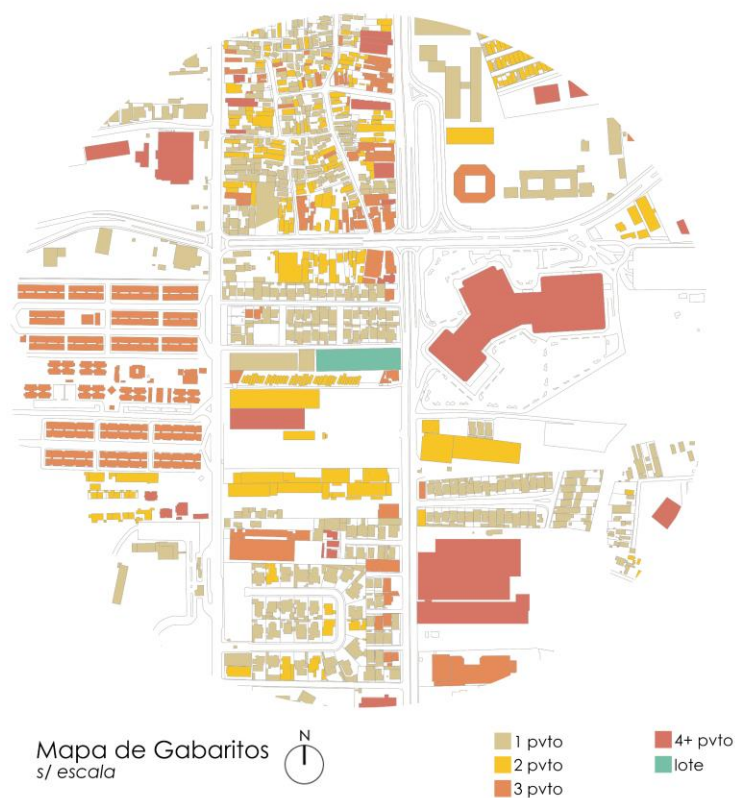 Mapa de Gabaritos
s/ escala
N
1 pvto
2 pvto
3 pvto
4+ pvto
lote